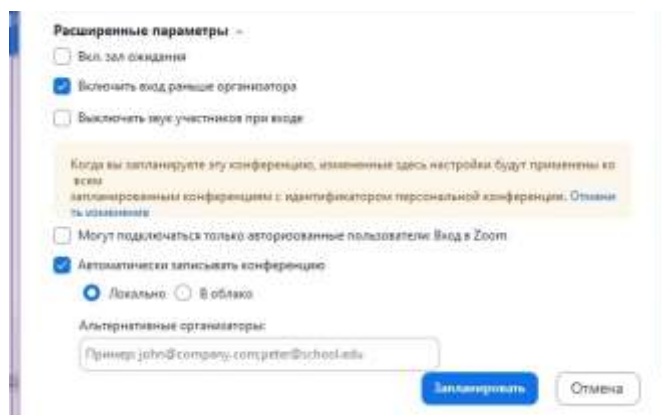 Расширенные параметры
Вкл. зал ожидания
Включить вход раньше организатора
Выключать звук участников при входе
Когда вы запланируете эту конференцию, измененные здесь настройки будут применены ко
всем
запланированным конференциям с идентификатором персональной конференции. Отмени
ть изменения
Могут подключаться только авторизованные пользователи: Вход в Zoom
Автоматически записывать конференцию
Локально В облако
Альтернативные организаторы:
Пример: john@company.com;peter@school.edu
Запланировать Отмена